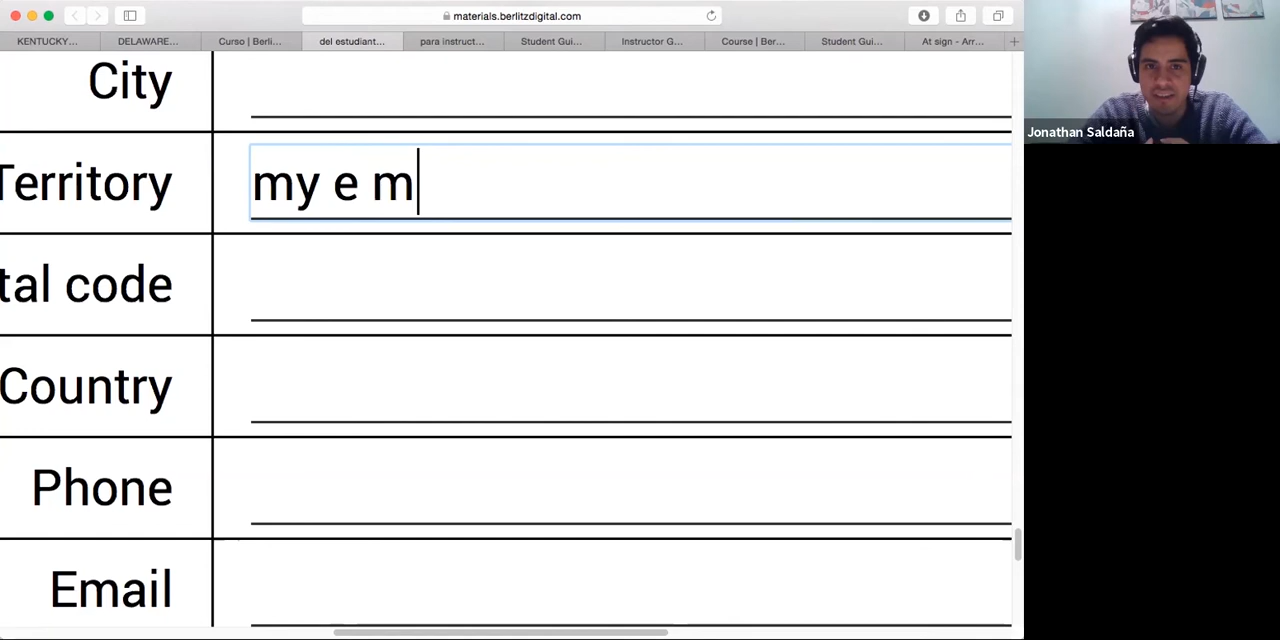 materials.berlitzdigital.com
KENTUCKY...
DELAWARE...
Curso | Berli...
del estudiant...
para instruct...
Student Gui...
Instructor G...
Course | Ber...
Student Gui...
At sign - Arr...
City
Territory
my e m
tal code
Country
Phone
Email
Jonathan Saldaña